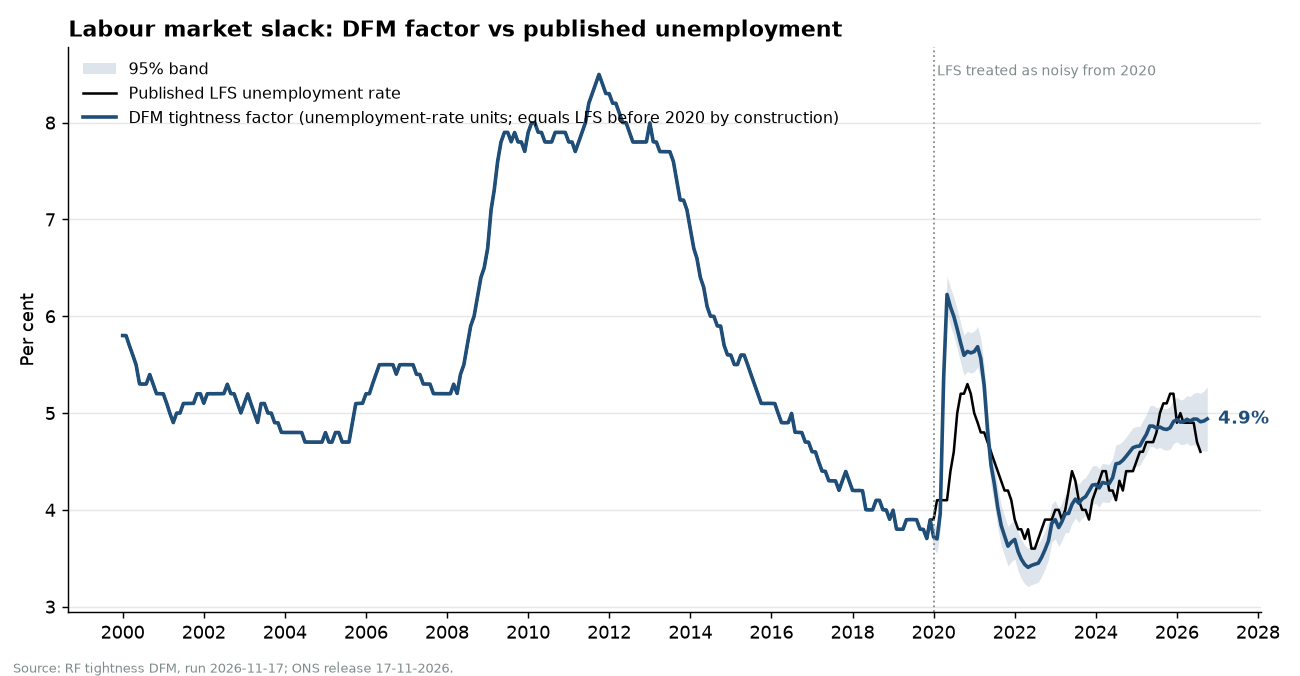 Labour market slack: DFM factor vs published unemployment
95% band
Published LFS unemployment rate
DFM tightness factor (unemployment-rate units; equals LFS before 2020 by construction)
LFS treated as noisy from 2020
Per cent
8
7
6
5
4
3
4.9%
2000 2002 2004 2006 2008 2010 2012 2014 2016 2018 2020 2022 2024 2026 2028
Source: RF tightness DFM, run 2026-11-17; ONS release 17-11-2026.